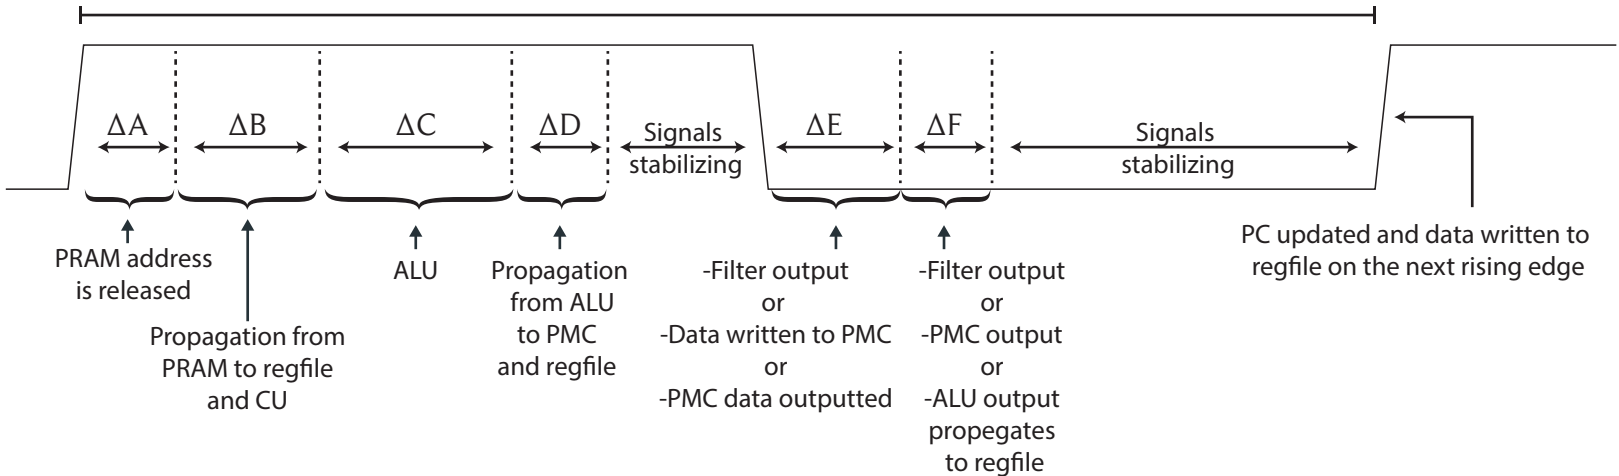 ΔA
ΔB
ΔC
ΔD
Signals
stabilizing
ΔE
ΔF
Signals
stabilizing
PRAM address
is released
Propagation from
PRAM to regfile
and CU
ALU
Propagation
from ALU
to PMC
and regfile
-Filter output
or
-Data written to PMC
or
-PMC data outputted
-Filter output
or
-PMC output
or
-ALU output
propegates
to regfile
PC updated and data written to
regfile on the next rising edge